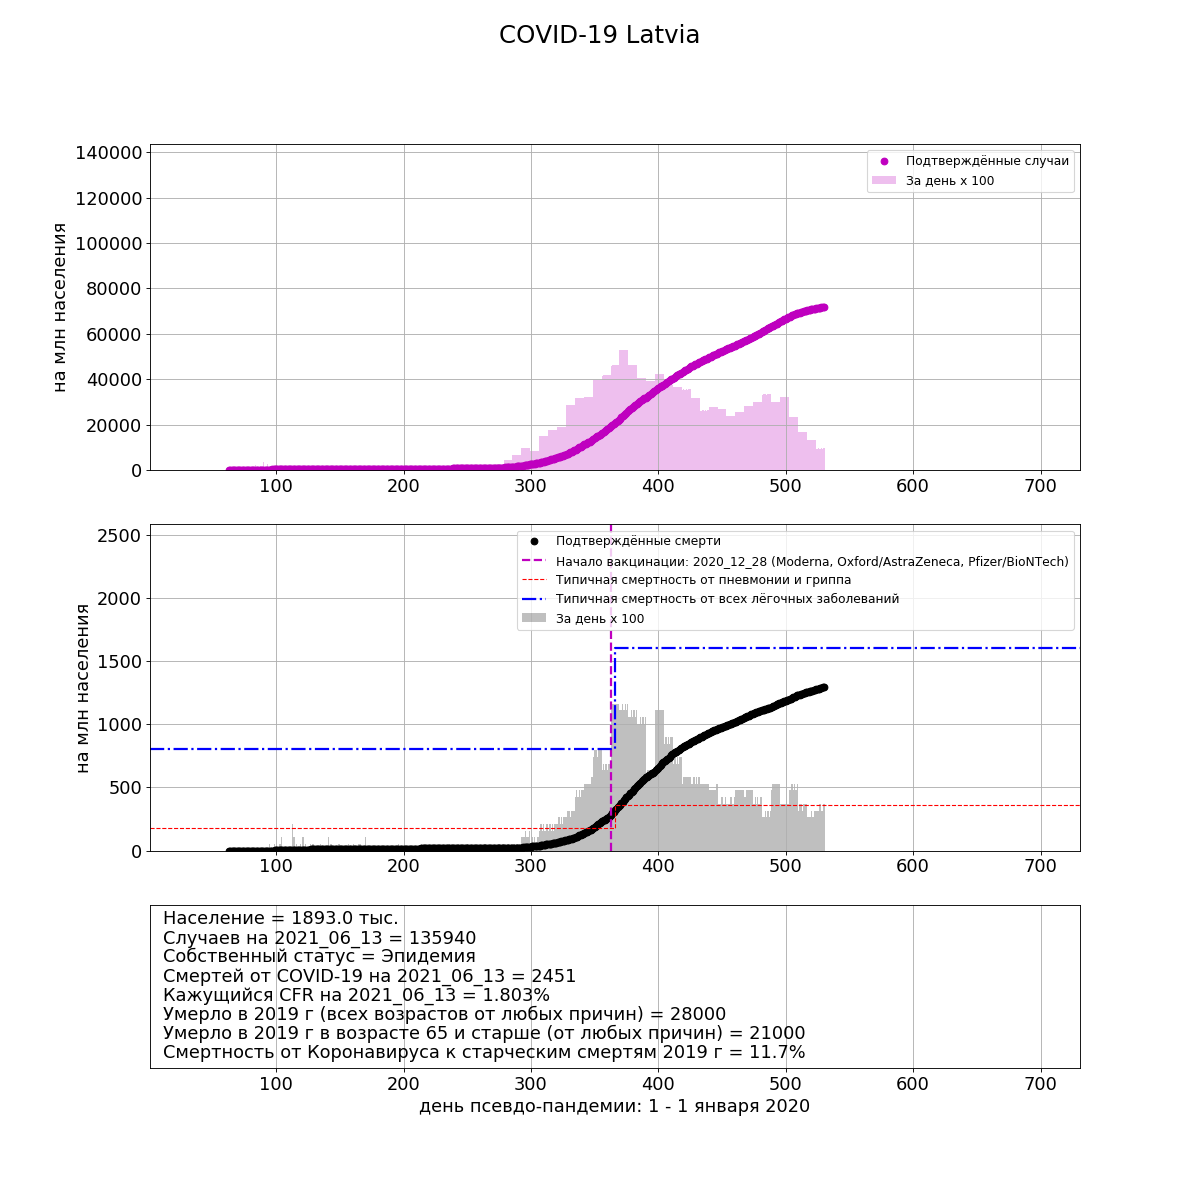 COVID-19 Latvia
140000
120000
100000
80000
60000
40000
20000
0
на млн населения
Подтверждённые случаи
За день x 100
100 200 300 400 500 600 700
2500
2000
1500
1000
500
0
на млн населения
Подтверждённые смерти
Начало вакцинации: 2020_12_28 (Moderna, Oxford/AstraZeneca, Pfizer/BioNTech)
Типичная смертность от пневмонии и гриппа
Типичная смертность от всех лёгочных заболеваний
За день x 100
100 200 300 400 500 600 700
Население = 1893.0 тыс.
Случаев на 2021_06_13 = 135940
Собственный статус = Эпидемия
Смертей от COVID-19 на 2021_06_13 = 2451
Кажущийся CFR на 2021_06_13 = 1.803%
Умерло в 2019 г (всех возрастов от любых причин) = 28000
Умерло в 2019 г в возрасте 65 и старше (от любых причин) = 21000
Смертность от Коронавируса к старческим смертям 2019 г = 11.7%
100 200 300 400 500 600 700
день псевдо-пандемии: 1 - 1 января 2020